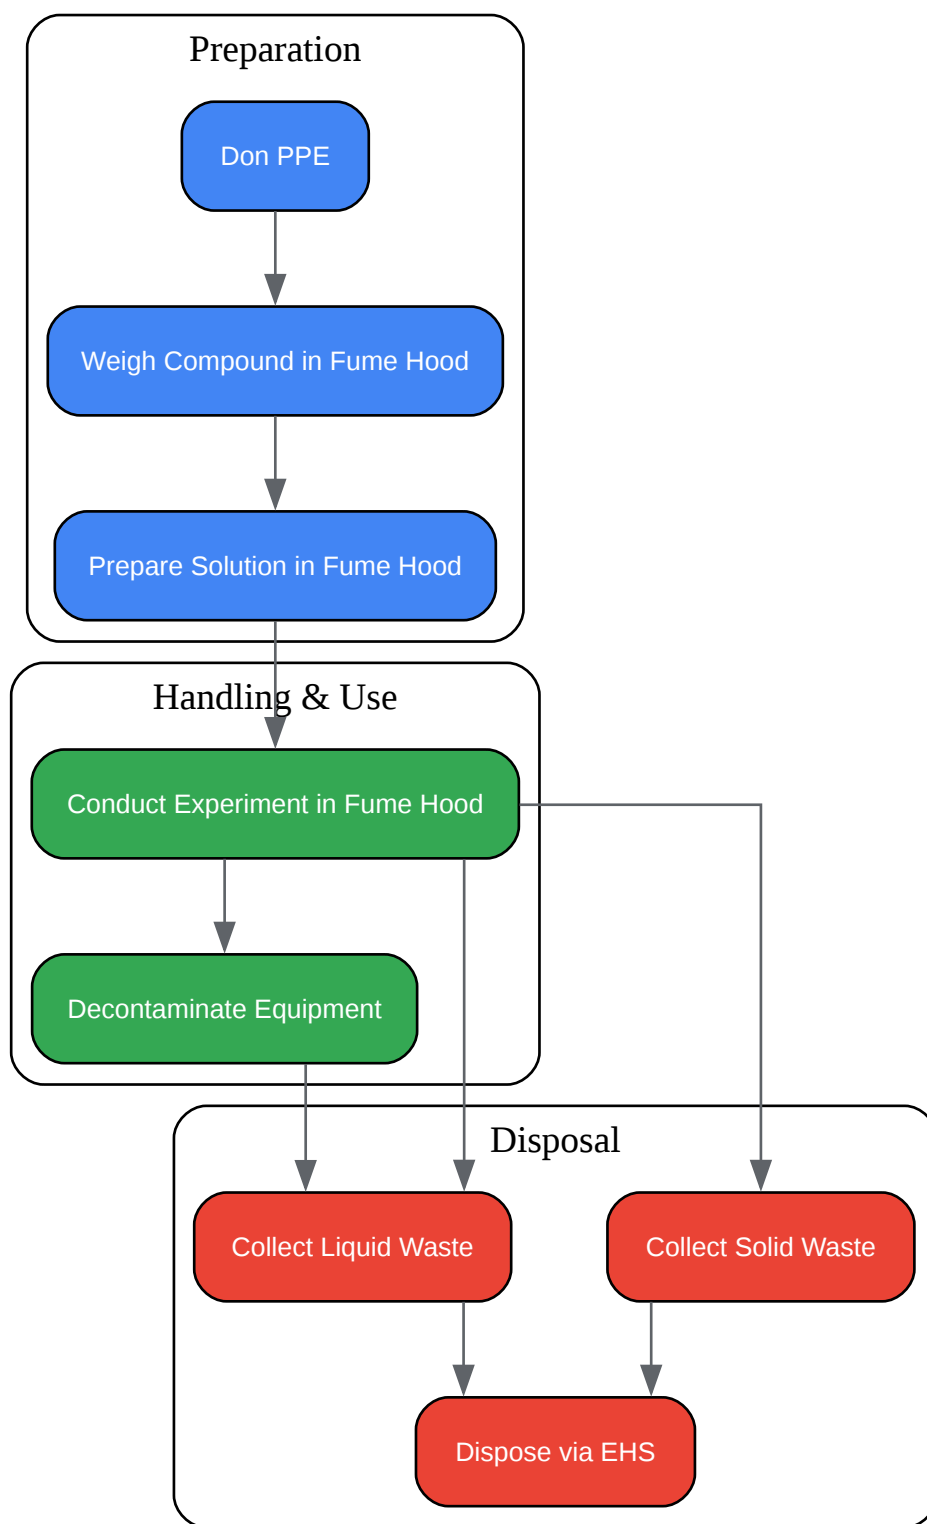 Preparation
Don PPE
Weigh Compound in Fume Hood
Prepare Solution in Fume Hood
Handling & Use
Conduct Experiment in Fume Hood
Decontaminate Equipment
Disposal
Collect Liquid Waste
Collect Solid Waste
Dispose via EHS